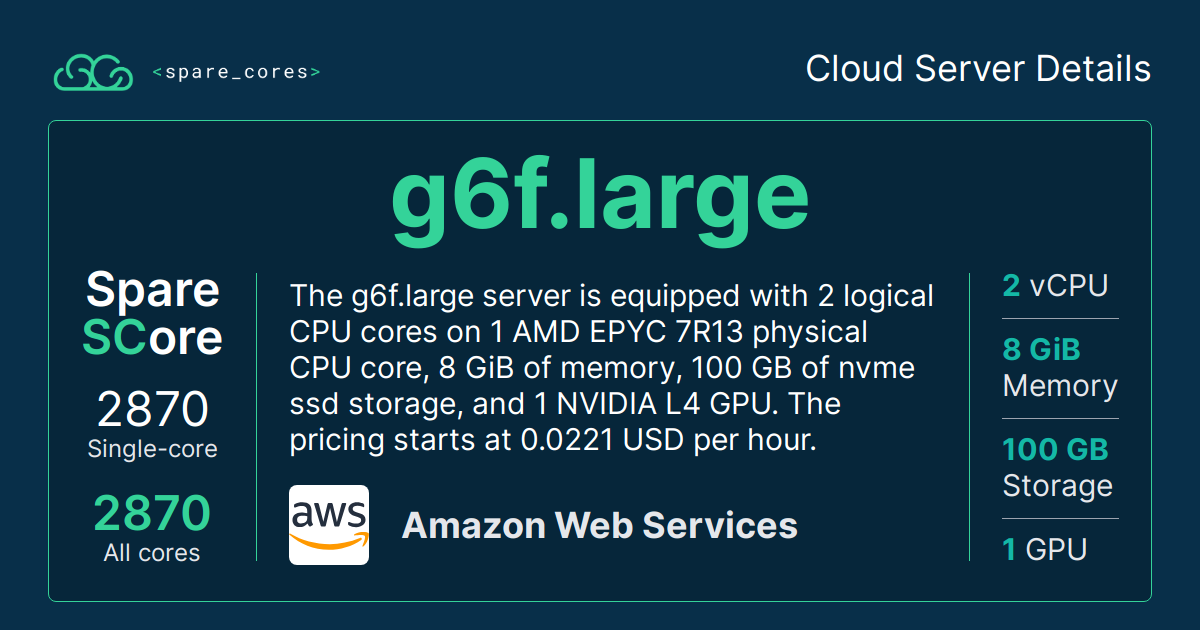 <spare_cores>
Cloud Server Details
g6f.large
Spare
SCore
2870
Single-core
2870
All cores
The g6f.large server is equipped with 2 logical
CPU cores on 1 AMD EPYC 7R13 physical
CPU core, 8 GiB of memory, 100 GB of nvme
ssd storage, and 1 NVIDIA L4 GPU. The
pricing starts at 0.0221 USD per hour.
aws
Amazon Web Services
2 vCPU
8 GiB
Memory
100 GB
Storage
1 GPU